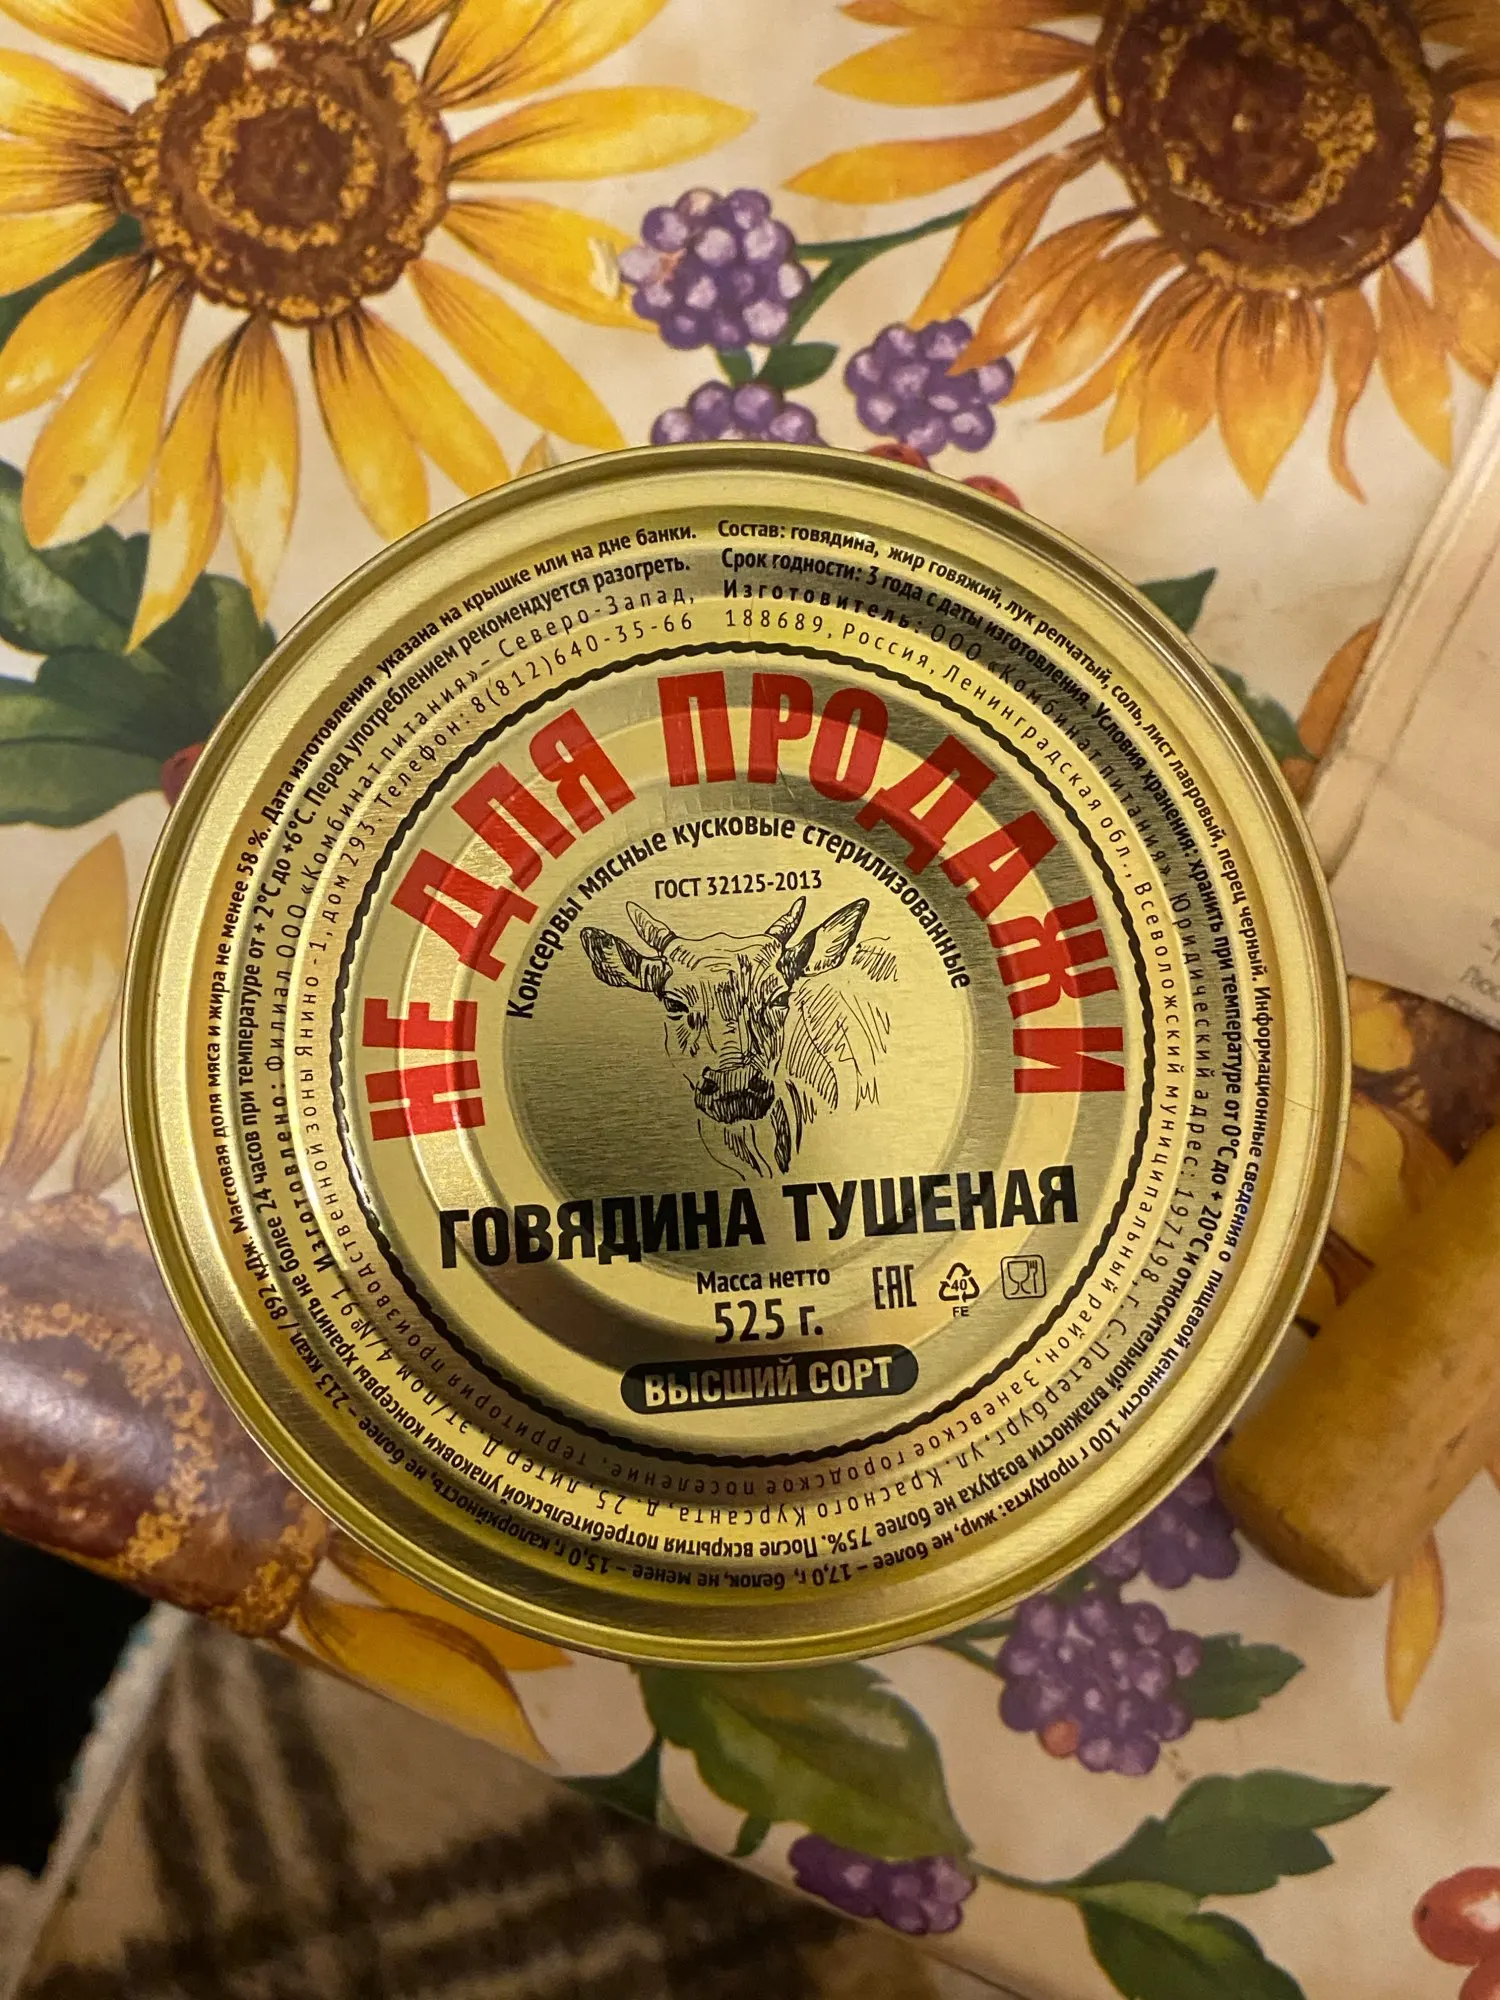 Состав: говядина, жир говяжий, лук репчатый, соль, лист лавровый, перец черный. Информационные сведения о пищевой ценности 100 г продукта: жир, не более – 17,0 г, белок, не менее – 15,0 г, калорийность, не более – 213 ккал / 892 кДж. Массовая доля мяса и жира не менее 58 %. Дата изготовления указана на крышке или на дне банки.
Срок годности: 3 года с даты изготовления. Условия хранения: хранить при температуре от 0°С до + 20°С и относительной влажности воздуха не более 75%. После вскрытия потребительской упаковки консервы хранить не более 24 часов при температуре от + 2°С до +6°С. Перед употреблением рекомендуется разогреть.
Изготовитель: ООО «Комбинат питания». Юридический адрес: 197198, г. С-Петербург, ул. Красного Курсанта, д. 25, литер Д, эт/пом 4/№ 91. Изготовлено: Филиал ООО «Комбинат питания» – Северо-Запад,
188689, Россия, Ленинградская обл., Всеволожский муниципальный район, Заневское городское поселение, территория производственной зоны Янино -1, дом 293. Телефон: 8(812)640-35-66
НЕ ДЛЯ ПРОДАЖИ
Консервы мясные кусковые стерилизованные
ГОСТ 32125-2013
ГОВЯДИНА ТУШЕНАЯ
Масса нетто
525 г.
EAC
40
FE
ВЫСШИЙ СОРТ